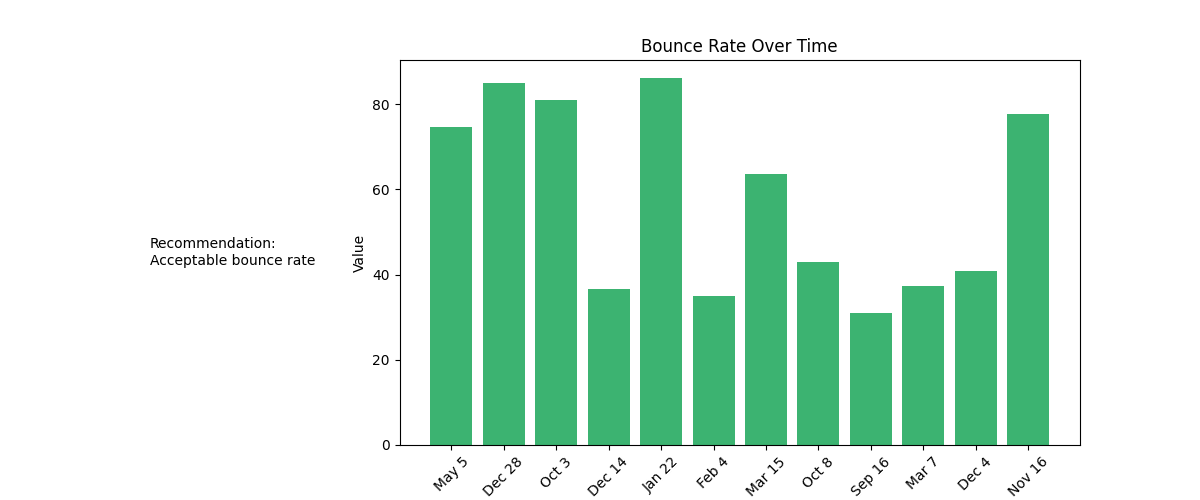 Bounce Rate Over Time
Recommendation:
Acceptable bounce rate
Value
80
60
40
20
0
May 5
Dec 28
Oct 3
Dec 14
Jan 22
Feb 4
Mar 15
Oct 8
Sep 16
Mar 7
Dec 4
Nov 16